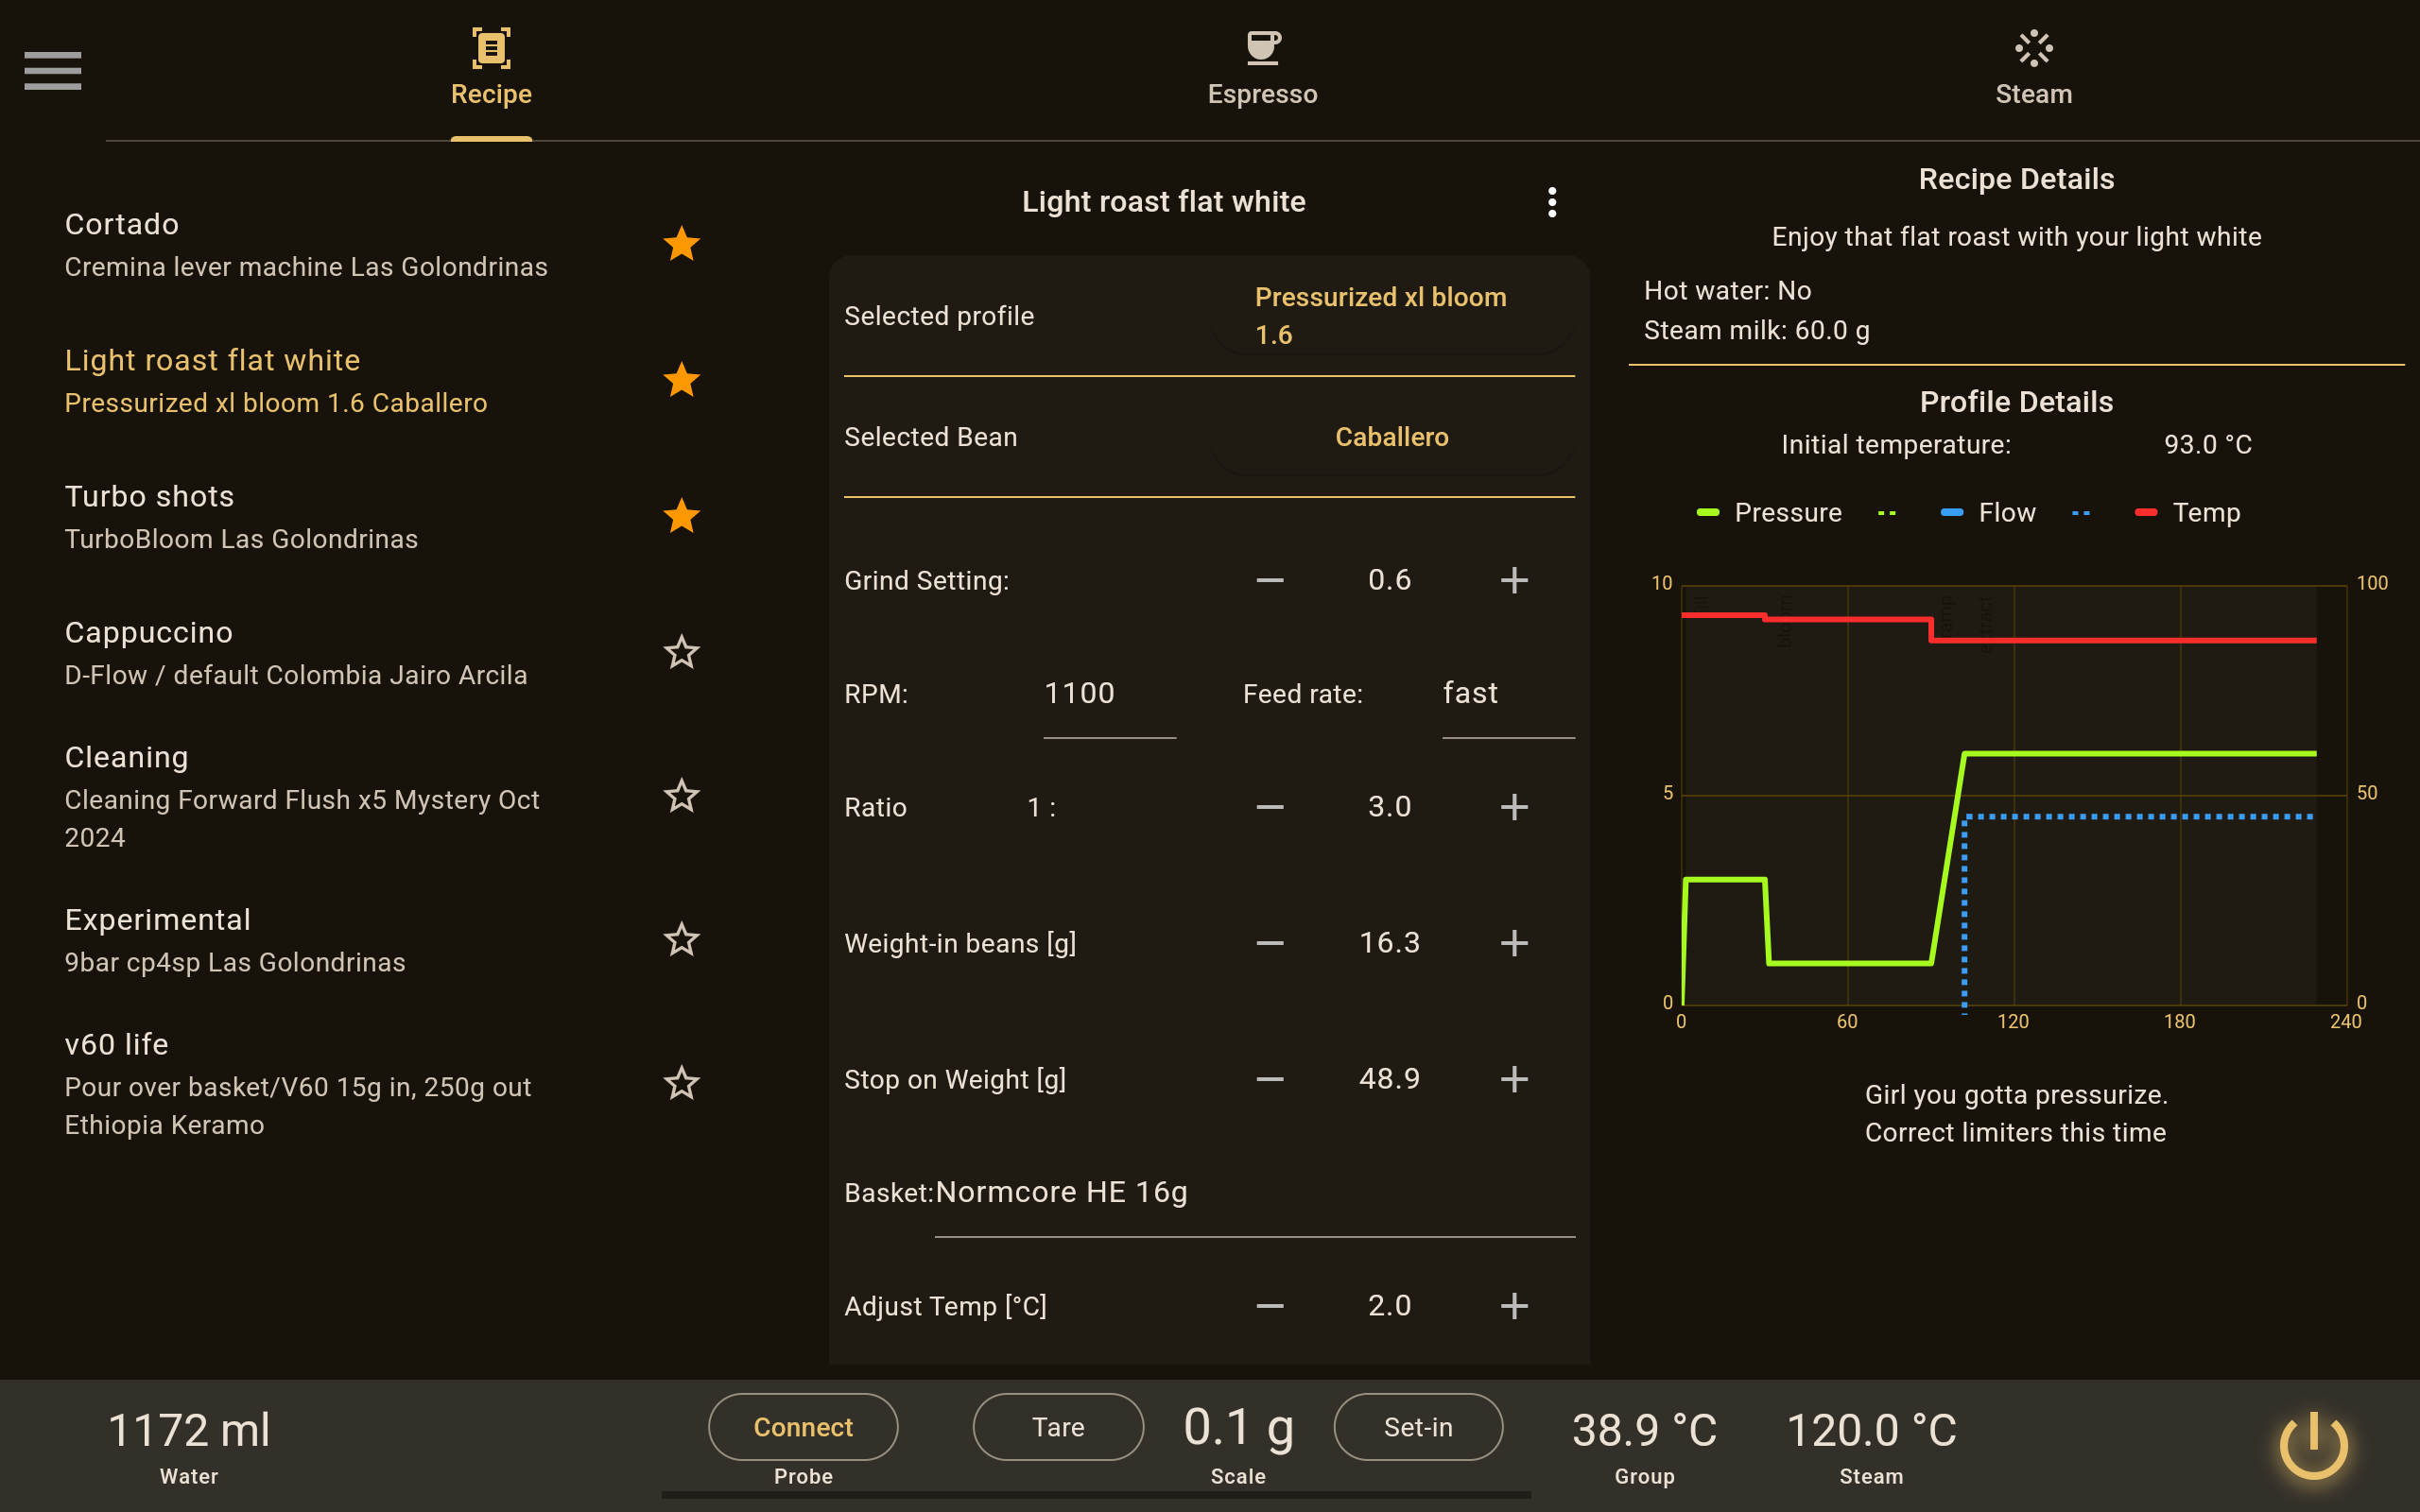 Recipe
Espresso
Steam
Cortado
Cremina lever machine Las Golondrinas
Light roast flat white
Pressurized xl bloom 1.6 Caballero
Turbo shots
TurboBloom Las Golondrinas
Cappuccino
D-Flow / default Colombia Jairo Arcila
Cleaning
Cleaning Forward Flush x5 Mystery Oct
2024
Experimental
9bar cp4sp Las Golondrinas
v60 life
Pour over basket/V60 15g in, 250g out
Ethiopia Keramo
Light roast flat white
Selected profile
Pressurized xl bloom
1.6
Selected Bean
Caballero
Grind Setting:
0.6
RPM:
1100
Feed rate:
fast
Ratio
1 :
3.0
Weight-in beans [g]
16.3
Stop on Weight [g]
48.9
Basket:
Normcore HE 16g
Adjust Temp [°C]
2.0
Recipe Details
Enjoy that flat roast with your light white
Hot water: No
Steam milk: 60.0 g
Profile Details
Initial temperature:
93.0 °C
Pressure
Flow
Temp
10
5
0
100
50
0
bloom
extract
0
60
120
180
240
Girl you gotta pressurize.
Correct limiters this time
1172 ml
Water
Connect
Probe
Tare
0.1 g
Scale
Set-in
38.9 °C
Group
120.0 °C
Steam